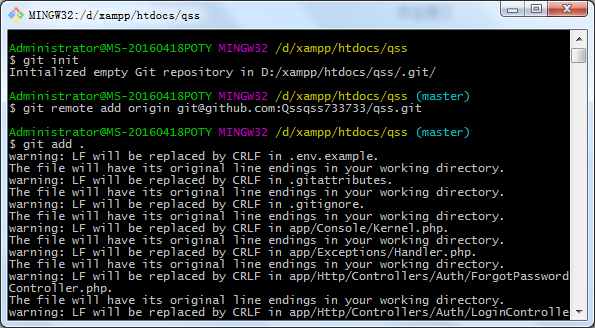 MINGW32:/d/xampp/htdocs/qss
Administrator@MS-20160418POTY MINGW32 /d/xampp/htdocs/qss
$ git init
Initialized empty Git repository in D:/xampp/htdocs/qss/.git/
Administrator@MS-20160418POTY MINGW32 /d/xampp/htdocs/qss (master)
$ git remote add origin git@github.com:Qssqss733733/qss.git
Administrator@MS-20160418POTY MINGW32 /d/xampp/htdocs/qss (master)
$ git add .
warning: LF will be replaced by CRLF in .env.example.
The file will have its original line endings in your working directory.
warning: LF will be replaced by CRLF in .gitattributes.
The file will have its original line endings in your working directory.
warning: LF will be replaced by CRLF in .gitignore.
The file will have its original line endings in your working directory.
warning: LF will be replaced by CRLF in app/Console/Kernel.php.
The file will have its original line endings in your working directory.
warning: LF will be replaced by CRLF in app/Exceptions/Handler.php.
The file will have its original line endings in your working directory.
warning: LF will be replaced by CRLF in app/Http/Controllers/Auth/ForgotPassword
Controller.php.
The file will have its original line endings in your working directory.
warning: LF will be replaced by CRLF in app/Http/Controllers/Auth/LoginControlle